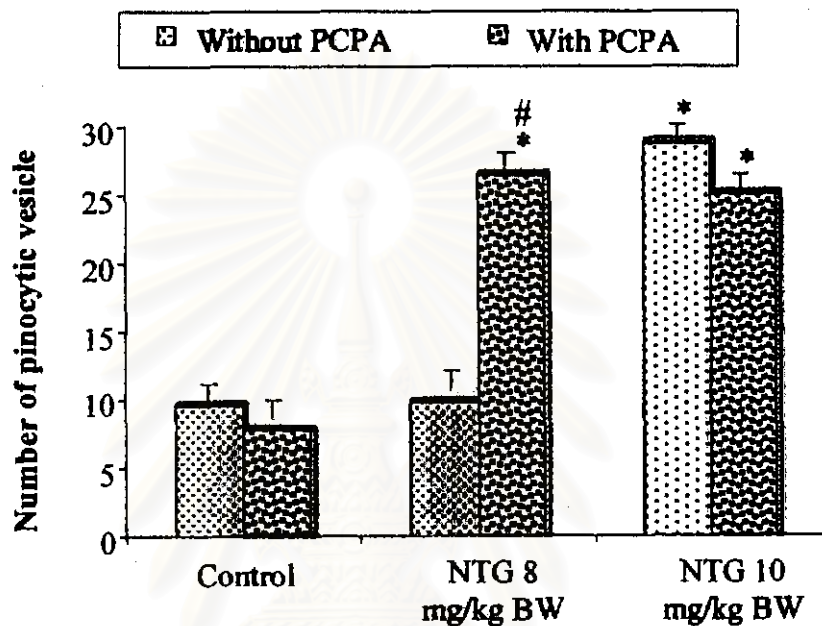 Without PCPA With PCPA
Number of pinocytic vesicle
30
25
20
15
10
5
0
#
*
*
*
Control
NTG 8
mg/kg BW
NTG 10
mg/kg BW